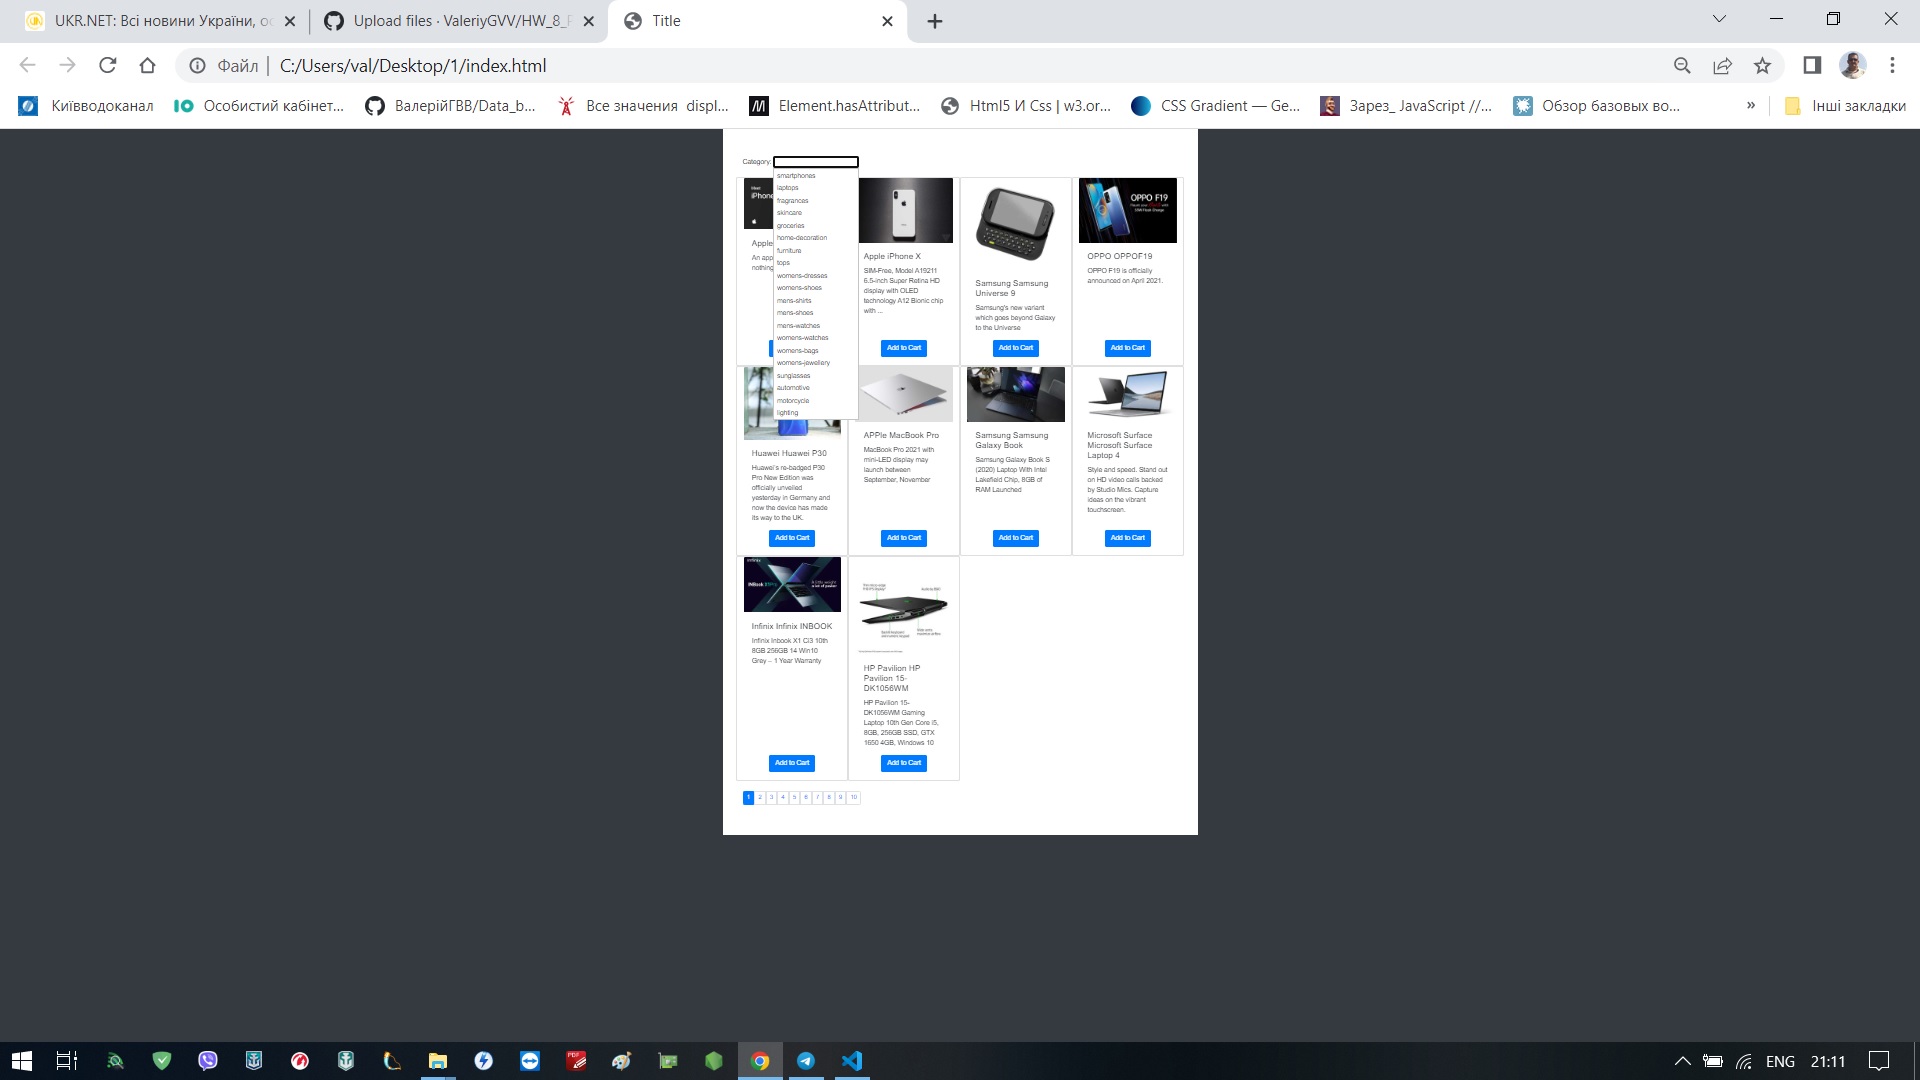 UKR.NET: Всі новини України, ос
Upload files · ValeriyGVV/HW_8_P
Title
Файл
C:/Users/val/Desktop/1/index.html
Київводоканал
Особистий кабінет...
ВалерійГВВ/Data_b...
Все значения displ...
Element.hasAttribut...
Html5 И Css | w3.or...
CSS Gradient — Ge...
Зарез_ JavaScript //...
Обзор базовых во...
»
Інші закладки
Category:
smartphones
laptops
fragrances
skincare
groceries
home-decoration
furniture
tops
womens-dresses
womens-shoes
mens-shirts
mens-shoes
mens-watches
womens-watches
womens-bags
womens-jewellery
sunglasses
automotive
motorcycle
lighting
iPhon
Apple
An app
nothing
Apple iPhone X
SIM-Free, Model A19211
6.5-inch Super Retina HD
display with OLED
technology A12 Bionic chip
with ...
Add to Cart
Samsung Samsung
Universe 9
Samsung's new variant
which goes beyond Galaxy
to the Universe
Add to Cart
OPPO F19
OPPO OPPOF19
OPPO F19 is officially
announced on April 2021.
Add to Cart
Huawei Huawei P30
Huawei's re-badged P30
Pro New Edition was
officially unveiled
yesterday in Germany and
now the device has made
its way to the UK.
Add to Cart
APPle MacBook Pro
MacBook Pro 2021 with
mini-LED display may
launch between
September, November
Add to Cart
Samsung Samsung
Galaxy Book
Samsung Galaxy Book S
(2020) Laptop With Intel
Lakefield Chip, 8GB of
RAM Launched
Add to Cart
Microsoft Surface
Microsoft Surface
Laptop 4
Style and speed. Stand out
on HD video calls backed
by Studio Mics. Capture
ideas on the vibrant
touchscreen.
Add to Cart
Infinix Infinix INBOOK
Infinix Inbook X1 Ci3 10th
8GB 256GB 14 Win10
Grey – 1 Year Warranty
Add to Cart
HP Pavilion HP
Pavilion 15-
DK1056WM
HP Pavilion 15-
DK1056WM Gaming
Laptop 10th Gen Core i5,
8GB, 256GB SSD, GTX
1650 4GB, Windows 10
Add to Cart
1 2 3 4 5 6 7 8 9 10
PDF
ENG
21:11